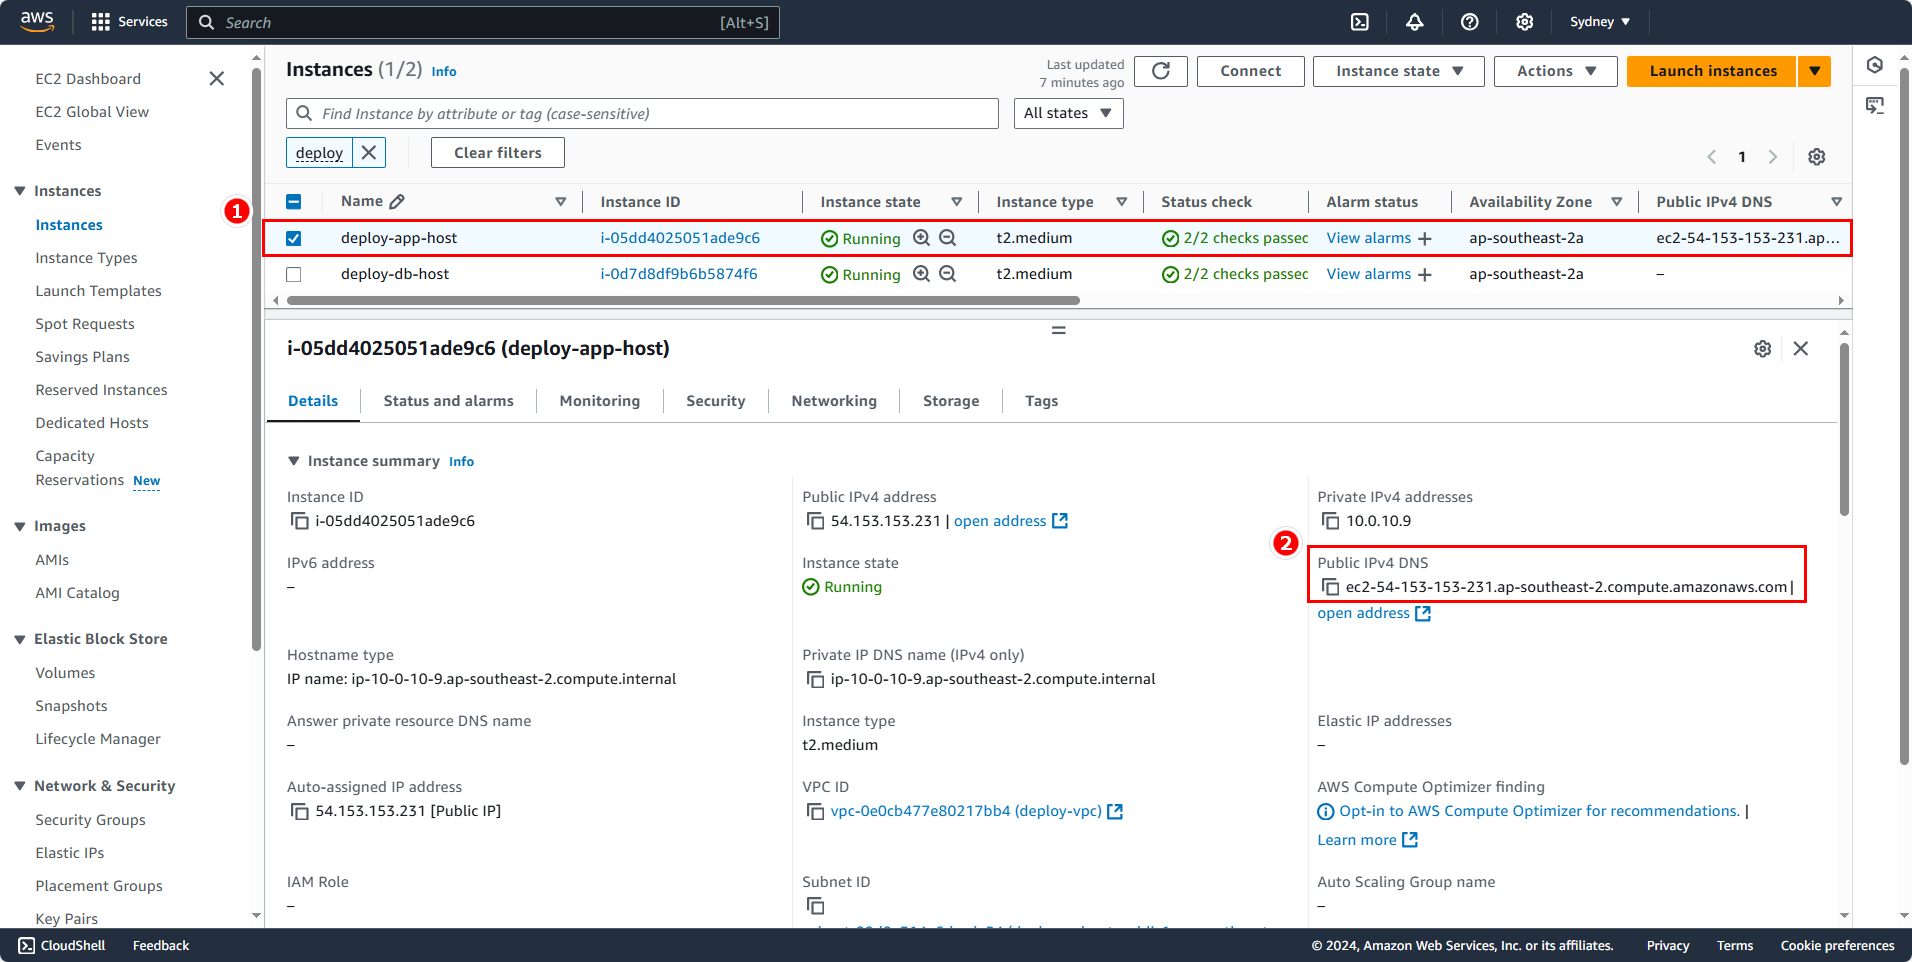 aws
Services
Search
[Alt+S]
Sydney
EC2 Dashboard
EC2 Global View
Events
Instances
Instances
Instance Types
Launch Templates
Spot Requests
Savings Plans
Reserved Instances
Dedicated Hosts
Capacity
Reservations New
Images
AMIs
AMI Catalog
Elastic Block Store
Volumes
Snapshots
Lifecycle Manager
Network & Security
Security Groups
Elastic IPs
Placement Groups
Key Pairs
1
Instances (1/2) Info
Last updated
7 minutes ago
Connect
Instance state
Actions
Launch instances
Find Instance by attribute or tag (case-sensitive)
All states
deploy
Clear filters
1
Name Instance ID Instance state Instance type Status check Alarm status Availability Zone Public IPv4 DNS
deploy-app-host i-05dd4025051ade9c6 Running t2.medium 2/2 checks passed View alarms + ap-southeast-2a ec2-54-153-153-231.ap...
deploy-db-host i-0d7d8df9b6b5874f6 Running t2.medium 2/2 checks passed View alarms + ap-southeast-2a –
i-05dd4025051ade9c6 (deploy-app-host)
Details Status and alarms Monitoring Security Networking Storage Tags
Instance summary Info
Instance ID
i-05dd4025051ade9c6
Public IPv4 address
54.153.153.231 | open address
Private IPv4 addresses
10.0.10.9
2
IPv6 address
–
Instance state
Running
Public IPv4 DNS
ec2-54-153-153-231.ap-southeast-2.compute.amazonaws.com |
open address
Hostname type
IP name: ip-10-0-10-9.ap-southeast-2.compute.internal
Private IP DNS name (IPv4 only)
ip-10-0-10-9.ap-southeast-2.compute.internal
Answer private resource DNS name
–
Instance type
t2.medium
Elastic IP addresses
–
Auto-assigned IP address
54.153.153.231 [Public IP]
VPC ID
vpc-0e0cb477e80217bb4 (deploy-vpc)
AWS Compute Optimizer finding
Opt-in to AWS Compute Optimizer for recommendations. |
Learn more
IAM Role
–
Subnet ID
Auto Scaling Group name
–
CloudShell
Feedback
© 2024, Amazon Web Services, Inc. or its affiliates.
Privacy
Terms
Cookie preferences